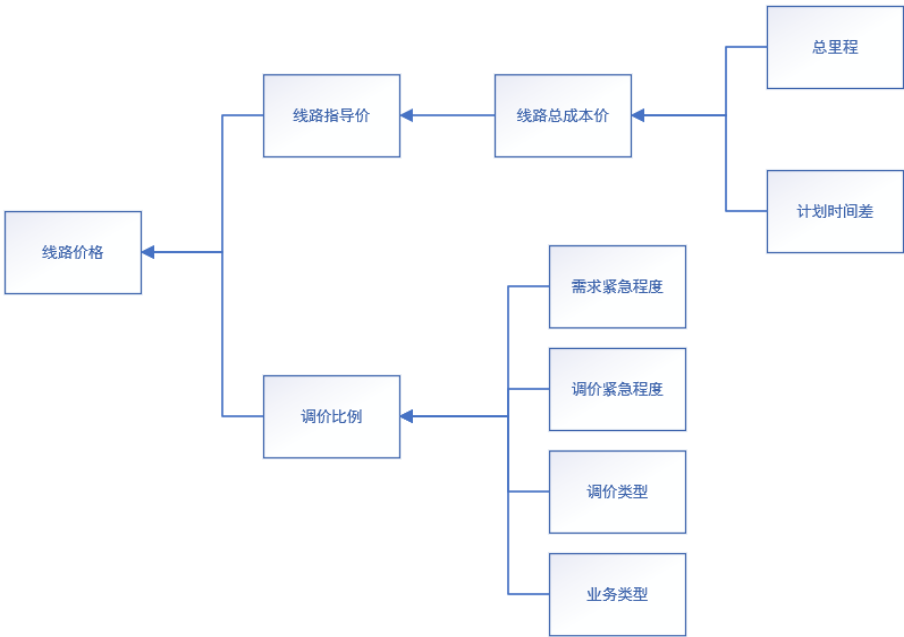 总里程
线路指导价
线路总成本价
计划时间差
线路价格
需求紧急程度
调价紧急程度
调价比例
调价类型
业务类型